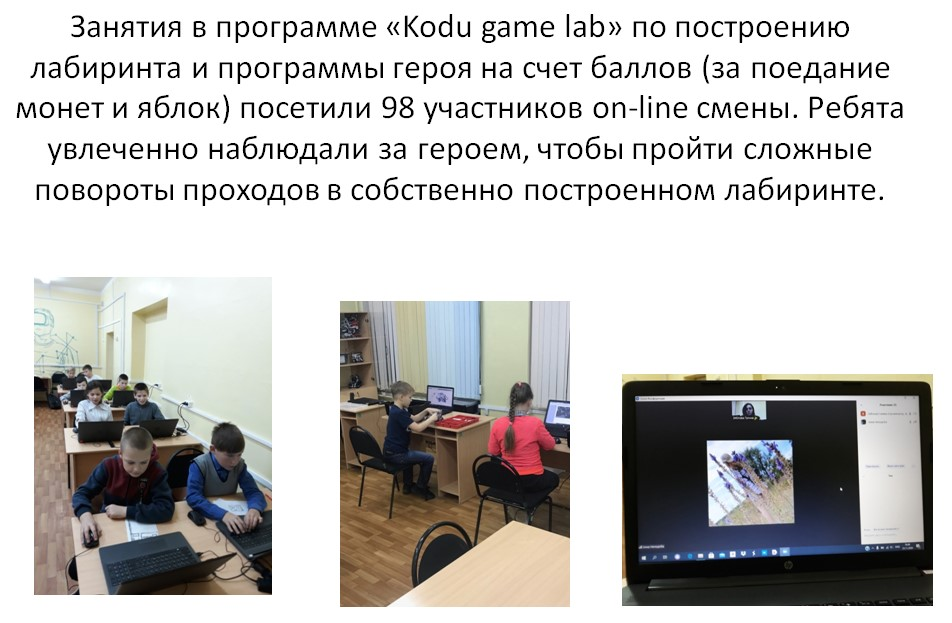 Занятия в программе «Kodu game lab» по построению
лабиринта и программы героя на счет баллов (за поедание
монет и яблок) посетили 98 участников on-line смены. Ребята
увлеченно наблюдали за героем, чтобы пройти сложные
повороты проходов в собственно построенном лабиринте.